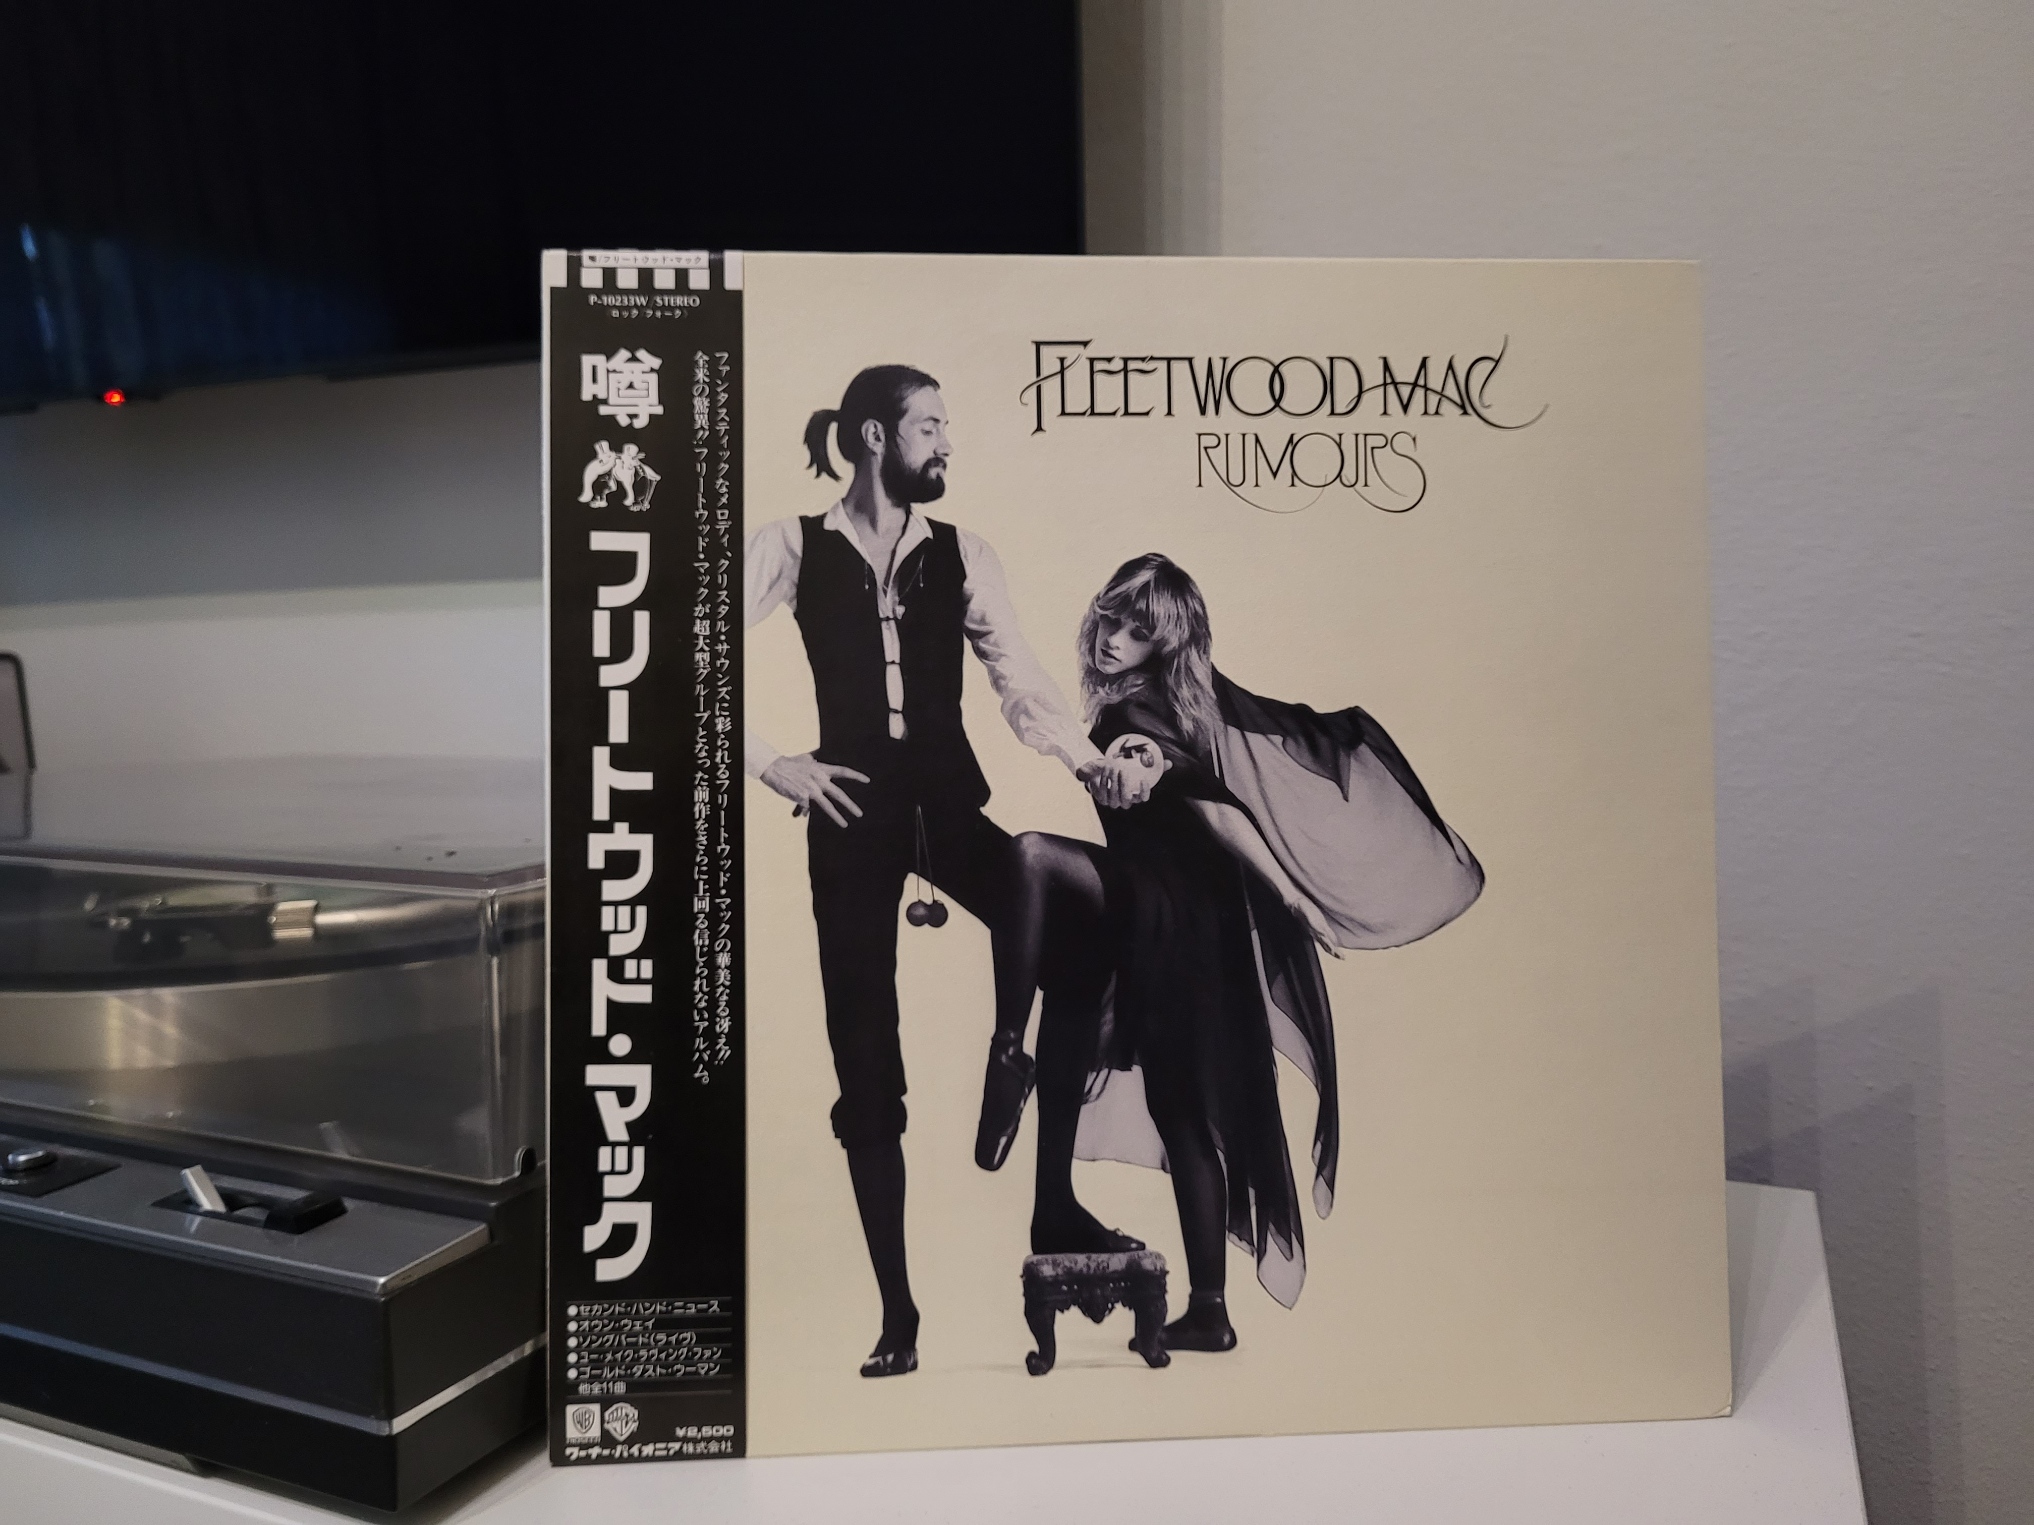 噂/フリートウッド・マック
P-10233W/STEREO
〈ロック フォーク〉
噂 フリートウッド・マック
ファンタスティックなメロディ、クリスタル・サウンズに彩られるフリートウッド・マックの華美なる冴え!!
全米の驚異!!フリートウッド・マックが超大型グループとなった前作をさらに上回る信じられないアルバム。
●セカンド・ハンド・ニュース
●オウン・ウェイ
●ソングバード(ライヴ)
●ユー・メイク・ラヴィング・ファン
●ゴールド・ダスト・ウーマン
他全11曲
¥2,500
ワーナー・パイオニア株式会社
FLEETWOOD MAC
RUMOURS